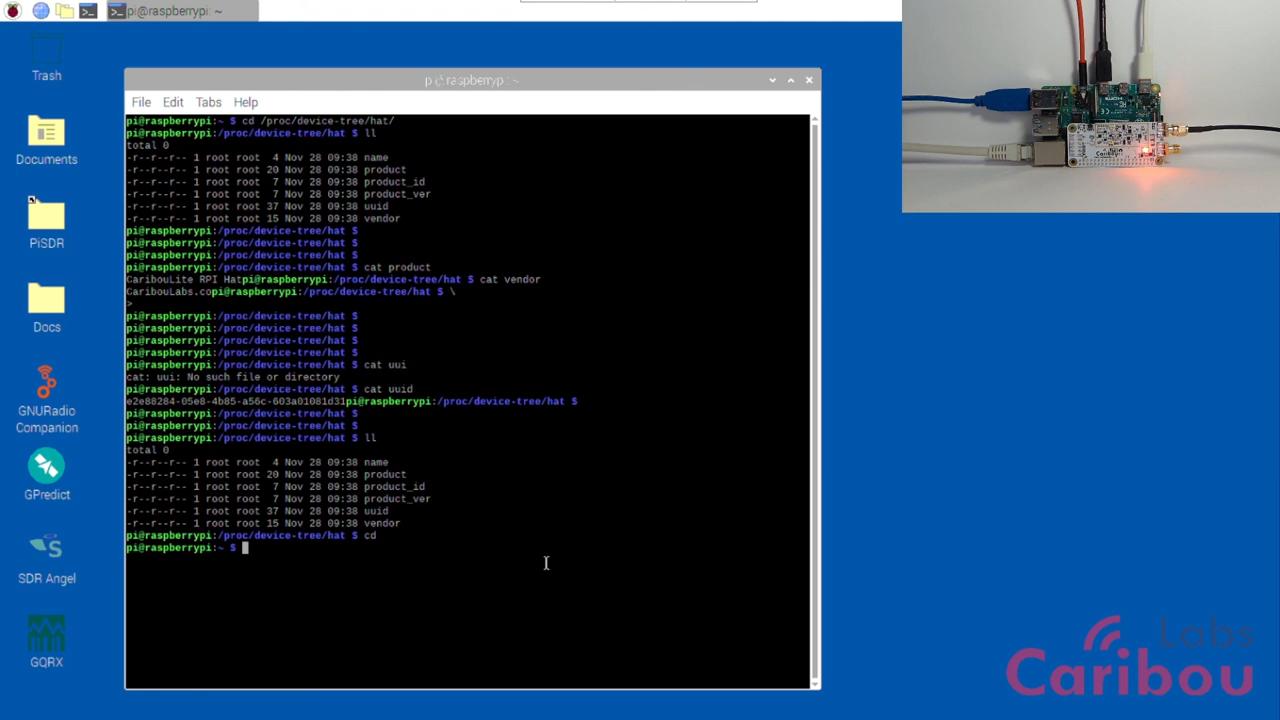 pi@raspberrypi: ~
Trash
Documents
PiSDR
Docs
GNURadio
Companion
GPredict
SDR Angel
GQRX
File Edit Tabs Help
pi@raspberrypi:~ $ cd /proc/device-tree/hat/
pi@raspberrypi:/proc/device-tree/hat $ ll
total 0
-r--r--r-- 1 root root  4 Nov 28 09:38 name
-r--r--r-- 1 root root 20 Nov 28 09:38 product
-r--r--r-- 1 root root  7 Nov 28 09:38 product_id
-r--r--r-- 1 root root  7 Nov 28 09:38 product_ver
-r--r--r-- 1 root root 37 Nov 28 09:38 uuid
-r--r--r-- 1 root root 15 Nov 28 09:38 vendor
pi@raspberrypi:/proc/device-tree/hat $
pi@raspberrypi:/proc/device-tree/hat $
pi@raspberrypi:/proc/device-tree/hat $
pi@raspberrypi:/proc/device-tree/hat $ cat product
CaribouLite RPI Hatpi@raspberrypi:/proc/device-tree/hat $ cat vendor
CaribouLabs.copi@raspberrypi:/proc/device-tree/hat $ \
>
pi@raspberrypi:/proc/device-tree/hat $
pi@raspberrypi:/proc/device-tree/hat $
pi@raspberrypi:/proc/device-tree/hat $
pi@raspberrypi:/proc/device-tree/hat $
pi@raspberrypi:/proc/device-tree/hat $ cat uui
cat: uui: No such file or directory
pi@raspberrypi:/proc/device-tree/hat $ cat uuid
e2e88284-05e8-4b85-a56c-603a01081d31pi@raspberrypi:/proc/device-tree/hat $
pi@raspberrypi:/proc/device-tree/hat $
pi@raspberrypi:/proc/device-tree/hat $
pi@raspberrypi:/proc/device-tree/hat $ ll
total 0
-r--r--r-- 1 root root  4 Nov 28 09:38 name
-r--r--r-- 1 root root 20 Nov 28 09:38 product
-r--r--r-- 1 root root  7 Nov 28 09:38 product_id
-r--r--r-- 1 root root  7 Nov 28 09:38 product_ver
-r--r--r-- 1 root root 37 Nov 28 09:38 uuid
-r--r--r-- 1 root root 15 Nov 28 09:38 vendor
pi@raspberrypi:/proc/device-tree/hat $ cd
pi@raspberrypi:~ $
Caribou
Labs
Caribou